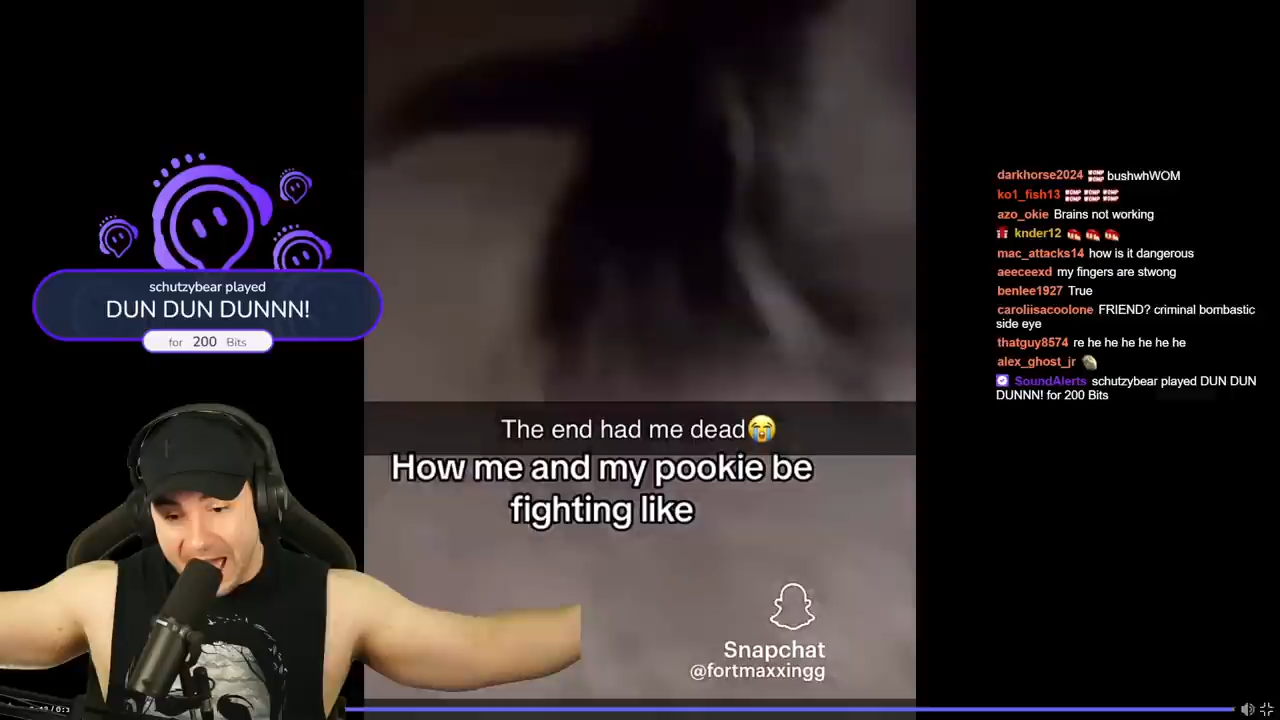 schutzybear played
DUN DUN DUNNN!
for 200 Bits
The end had me dead😭
How me and my pookie be
fighting like
Snapchat
@fortmaxxingg
darkhorse2024 bushwhWOM
ko1_fish13
azo_okie Brains not working
knder12
mac_attacks14 how is it dangerous
aeeceexd my fingers are stwong
benlee1927 True
caroliisacoolone FRIEND? criminal bombastic
side eye
thatguy8574 re he he he he he he
alex_ghost_jr
SoundAlerts schutzybear played DUN DUN
DUNNN! for 200 Bits